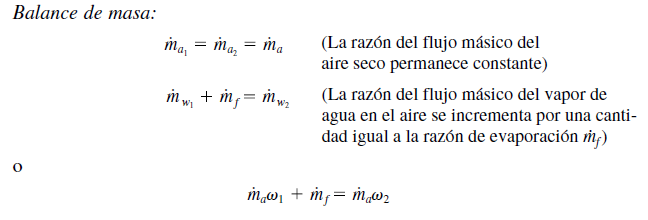 Balance de masa:
ṁa₁ = ṁa₂ = ṁa (La razón del flujo másico del
aire seco permanece constante)
ṁw₁ + ṁf = ṁw₂ (La razón del flujo másico del vapor de
agua en el aire se incrementa por una canti-
dad igual a la razón de evaporación ṁf)
o
ṁaω₁ + ṁf = ṁaω₂